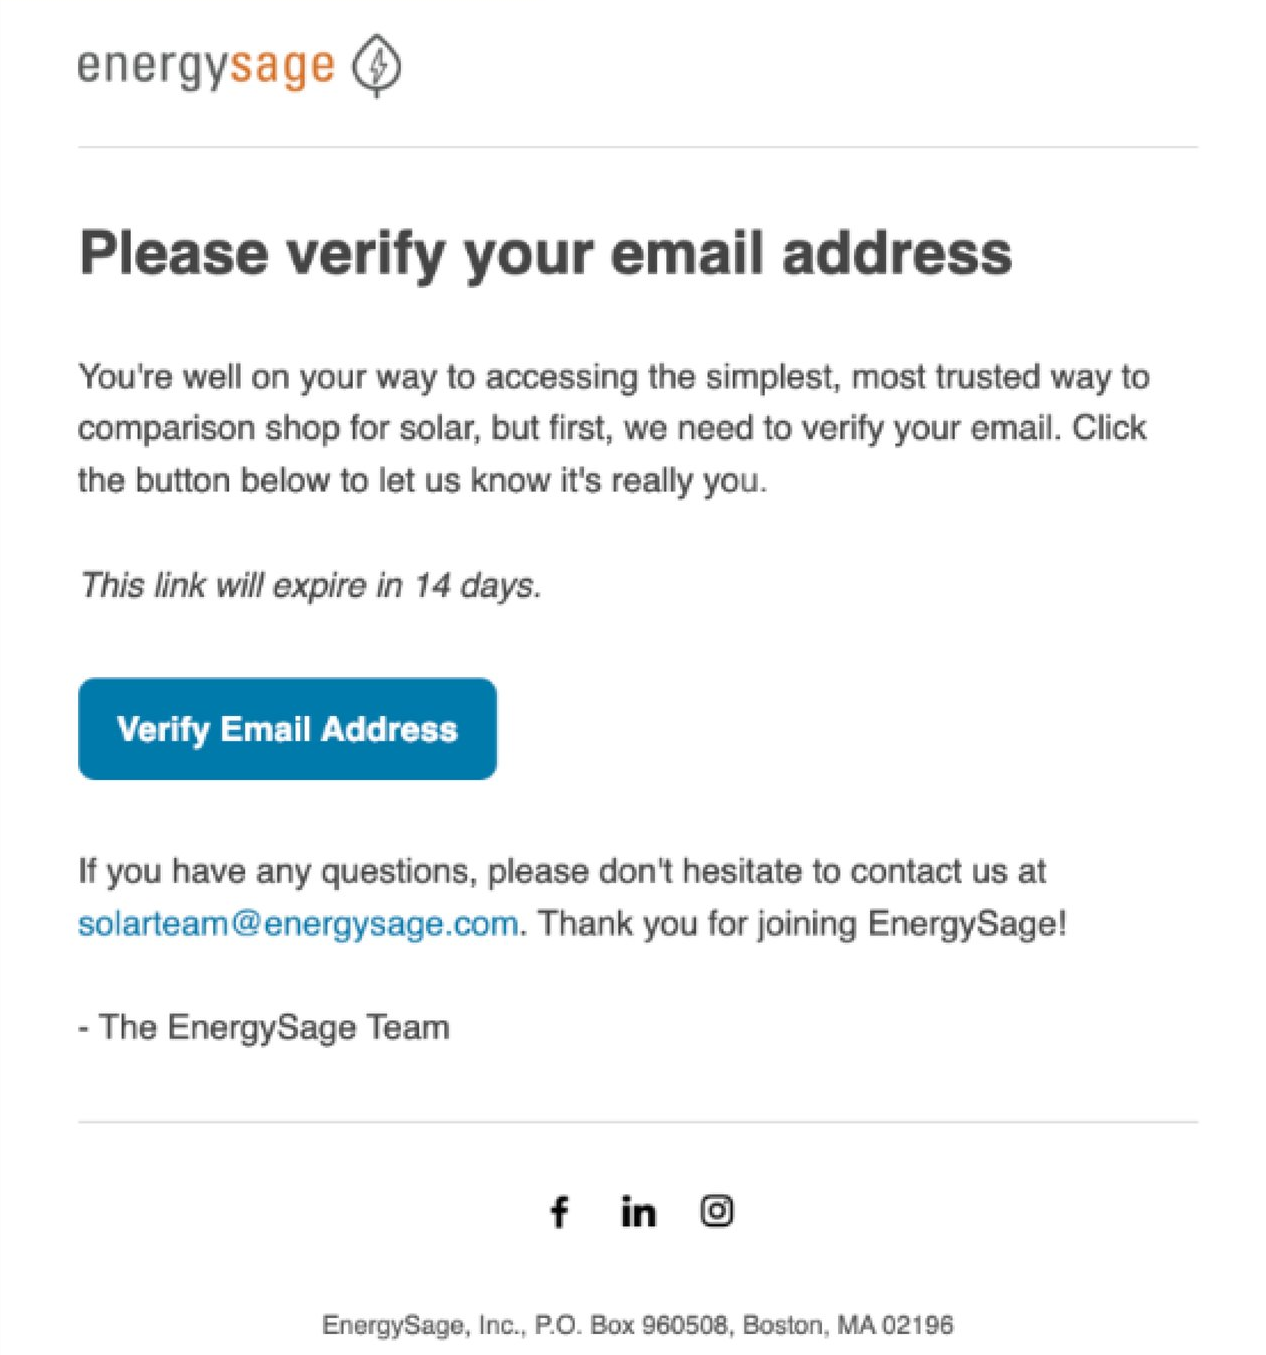 energysage
Please verify your email address
You're well on your way to accessing the simplest, most trusted way to
comparison shop for solar, but first, we need to verify your email. Click
the button below to let us know it's really you.
This link will expire in 14 days.
Verify Email Address
If you have any questions, please don't hesitate to contact us at
solarteam@energysage.com. Thank you for joining EnergySage!
- The EnergySage Team
EnergySage, Inc., P.O. Box 960508, Boston, MA 02196